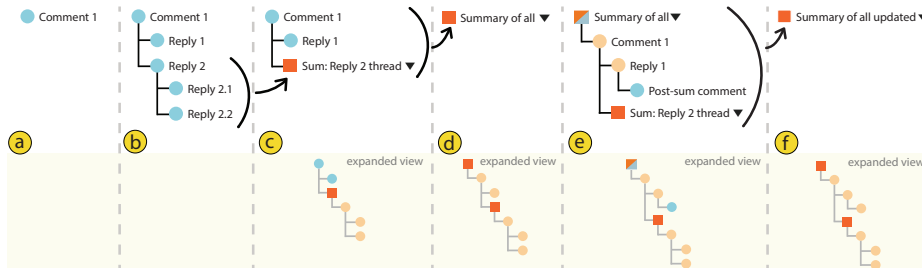 Comment 1
Comment 1
Reply 1
Reply 2
Reply 2.1
Reply 2.2
Comment 1
Reply 1
Sum: Reply 2 thread ▼
Summary of all ▼
Summary of all▼
Comment 1
Reply 1
Post-sum comment
Sum: Reply 2 thread ▼
Summary of all updated ▼
a
b
c
d
e
f
expanded view
expanded view
expanded view
expanded view